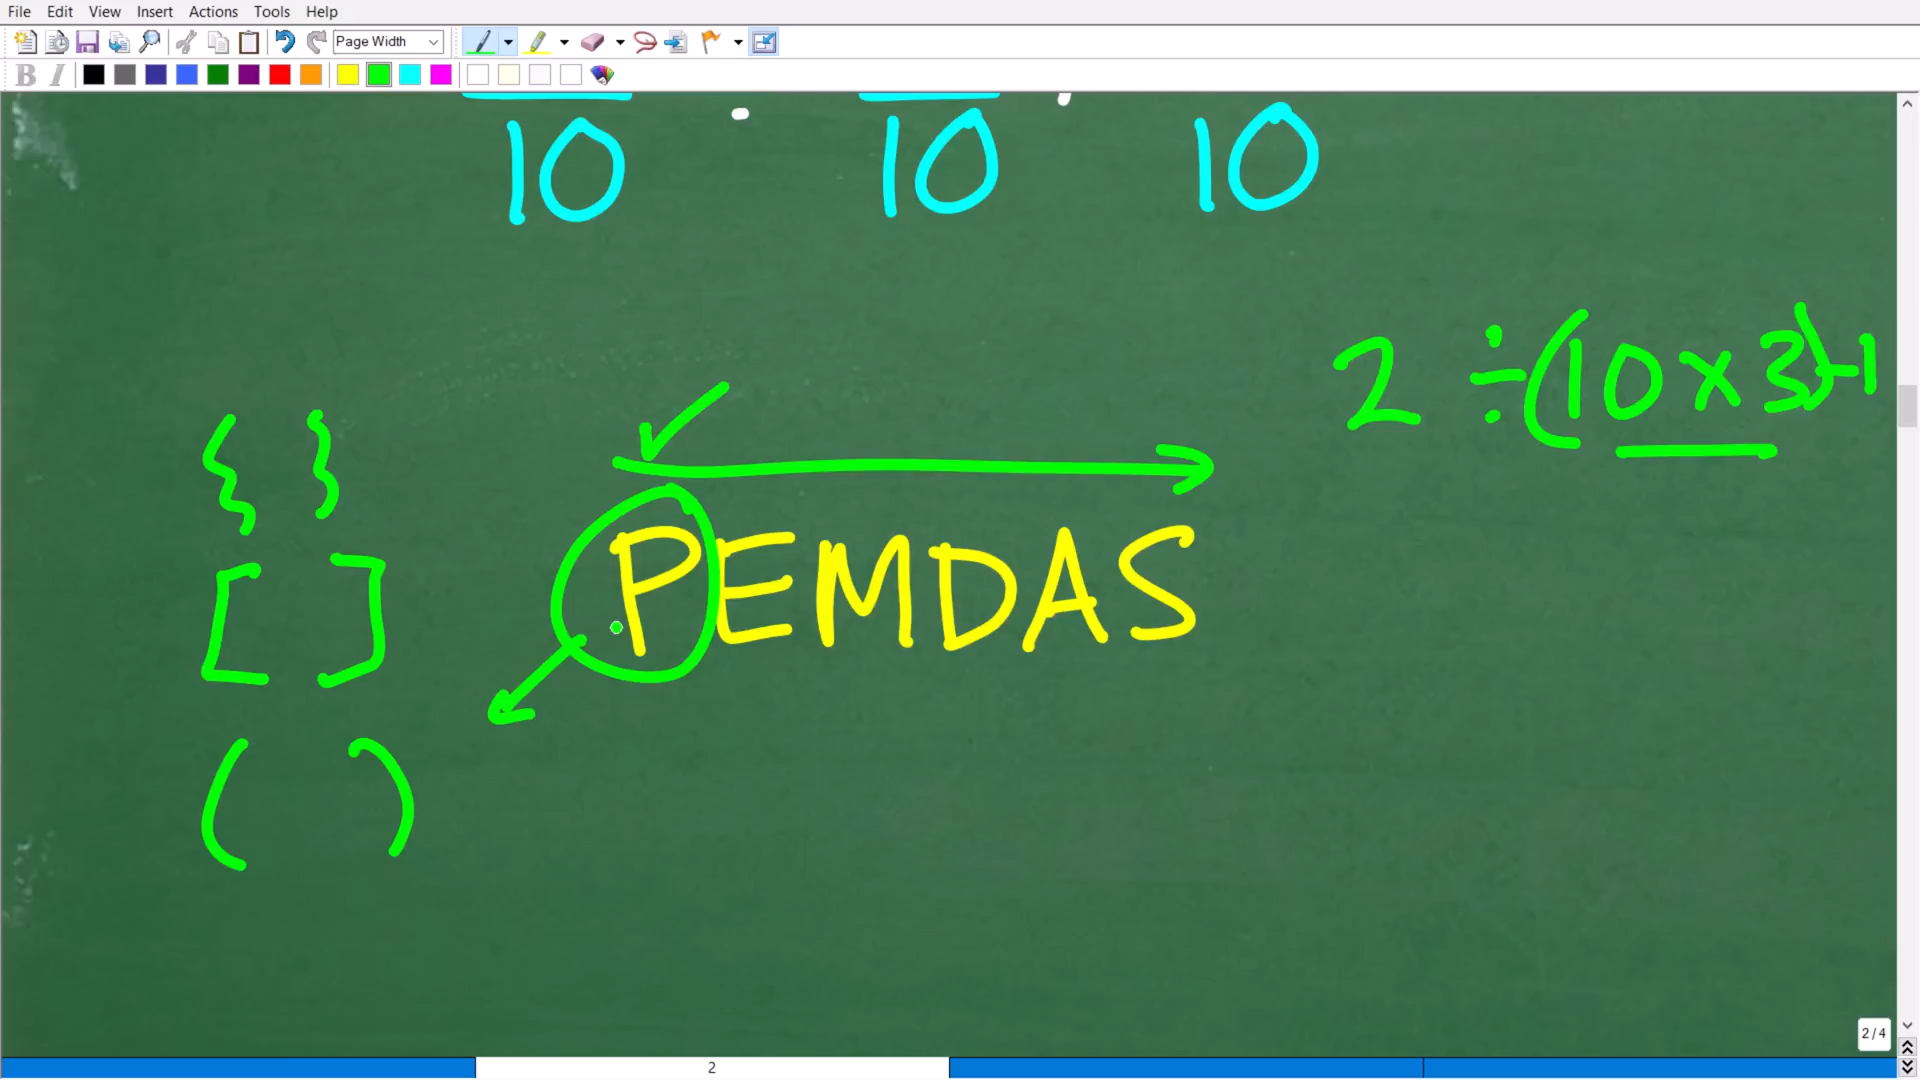 File Edit View Insert Actions Tools Help
Page Width
B I
10 10 10
2 ÷ (10 × 3) - 1
{ }
[ ]
( )
PEMDAS
2 / 4
2